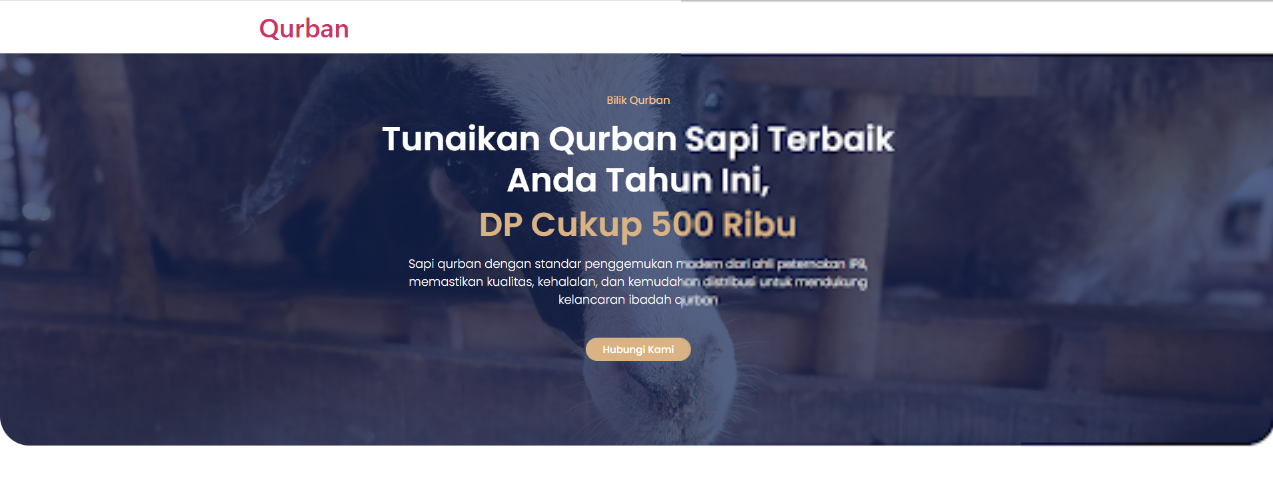 Qurban
Bilik Qurban
Tunaikan Qurban Sapi Terbaik
Anda Tahun Ini,
DP Cukup 500 Ribu
Sapi qurban dengan standar penggemukan modern dari ahli peternakan IPB,
memastikan kualitas, kehalalan, dan kemudahan distribusi untuk mendukung
kelancaran ibadah qurban
Hubungi Kami